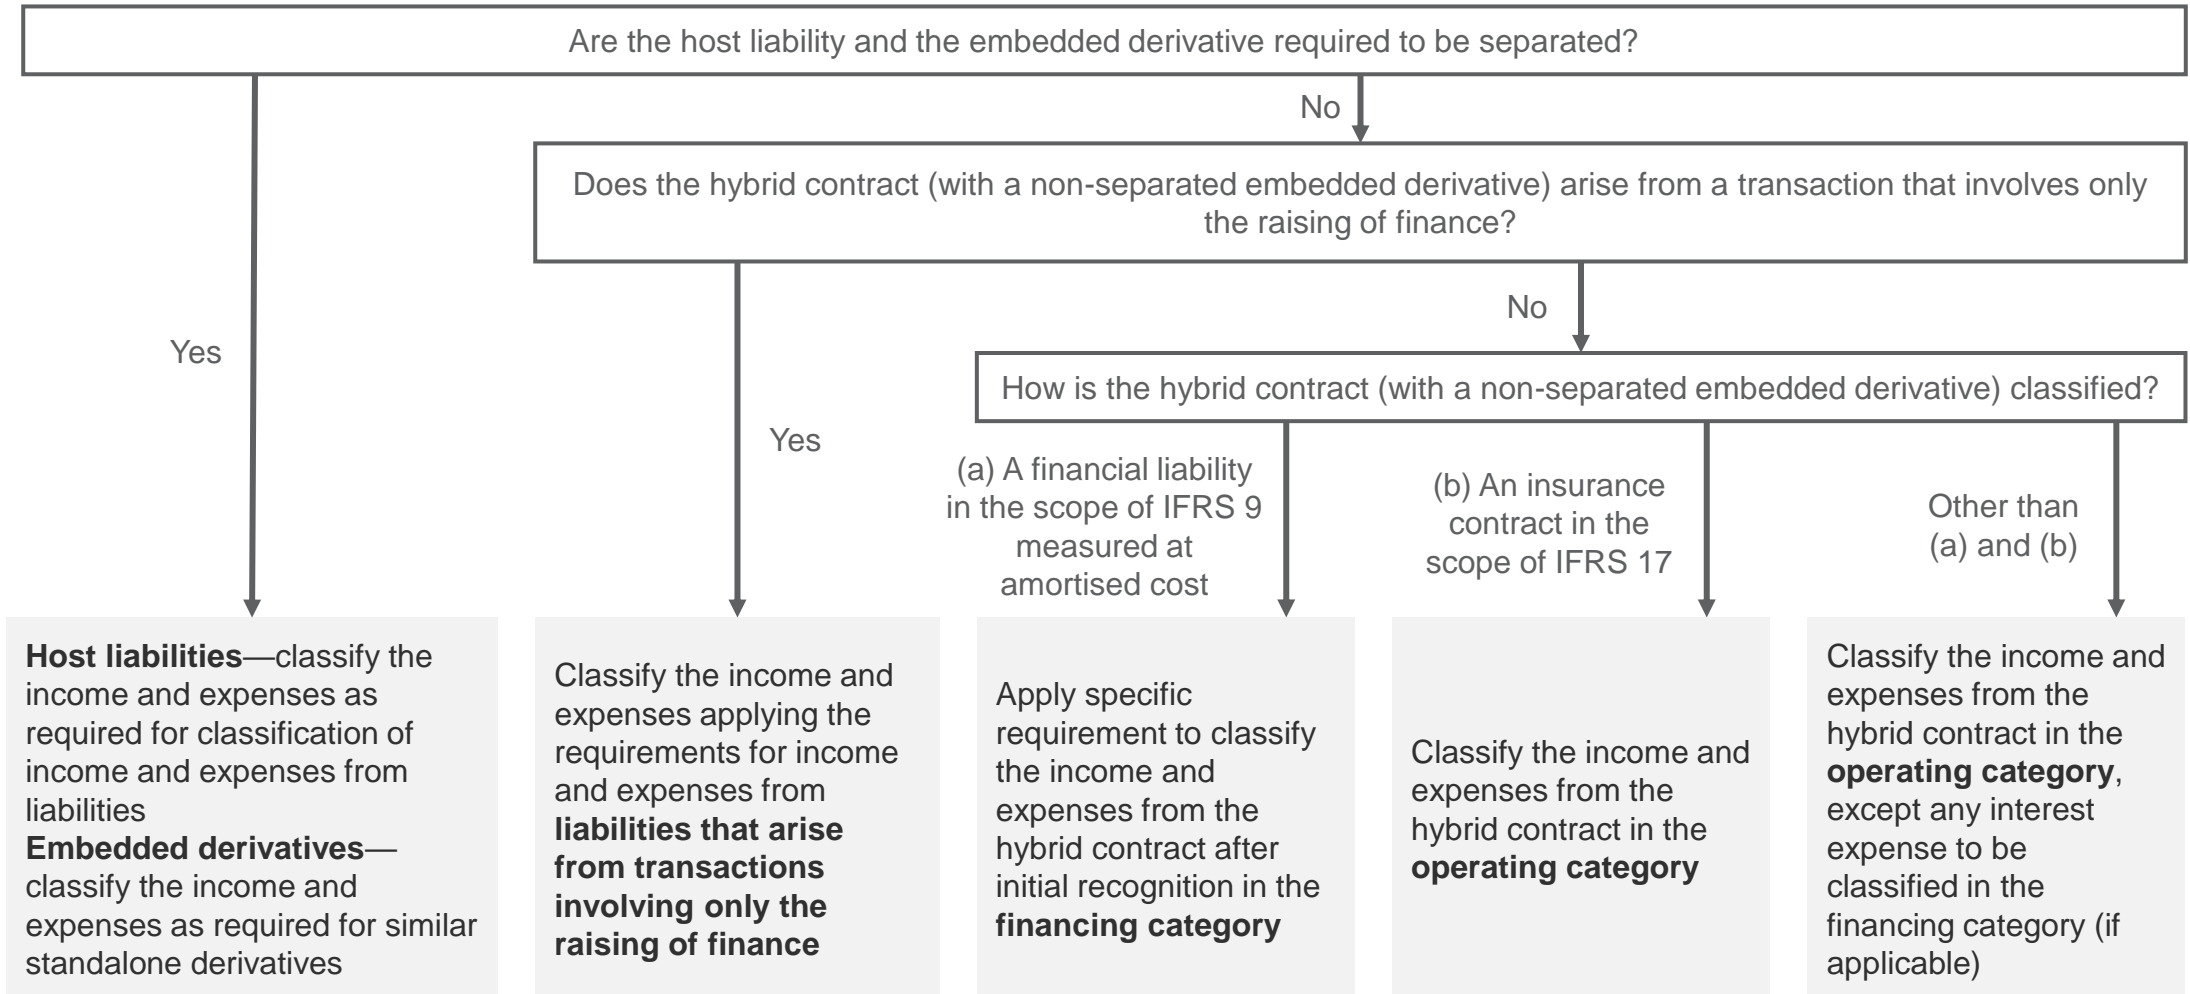 Are the host liability and the embedded derivative required to be separated?
No
Does the hybrid contract (with a non-separated embedded derivative) arise from a transaction that involves only
the raising of finance?
No
Yes
How is the hybrid contract (with a non-separated embedded derivative) classified?
Yes
(a) A financial liability
in the scope of IFRS 9
measured at
amortised cost
(b) An insurance
contract in the
scope of IFRS 17
Other than
(a) and (b)
Host liabilities—classify the
income and expenses as
required for classification of
income and expenses from
liabilities
Embedded derivatives—
classify the income and
expenses as required for similar
standalone derivatives
Classify the income and
expenses applying the
requirements for income
and expenses from
liabilities that arise
from transactions
involving only the
raising of finance
Apply specific
requirement to classify
the income and
expenses from the
hybrid contract after
initial recognition in the
financing category
Classify the income and
expenses from the
hybrid contract in the
operating category
Classify the income and
expenses from the
hybrid contract in the
operating category,
except any interest
expense to be
classified in the
financing category (if
applicable)